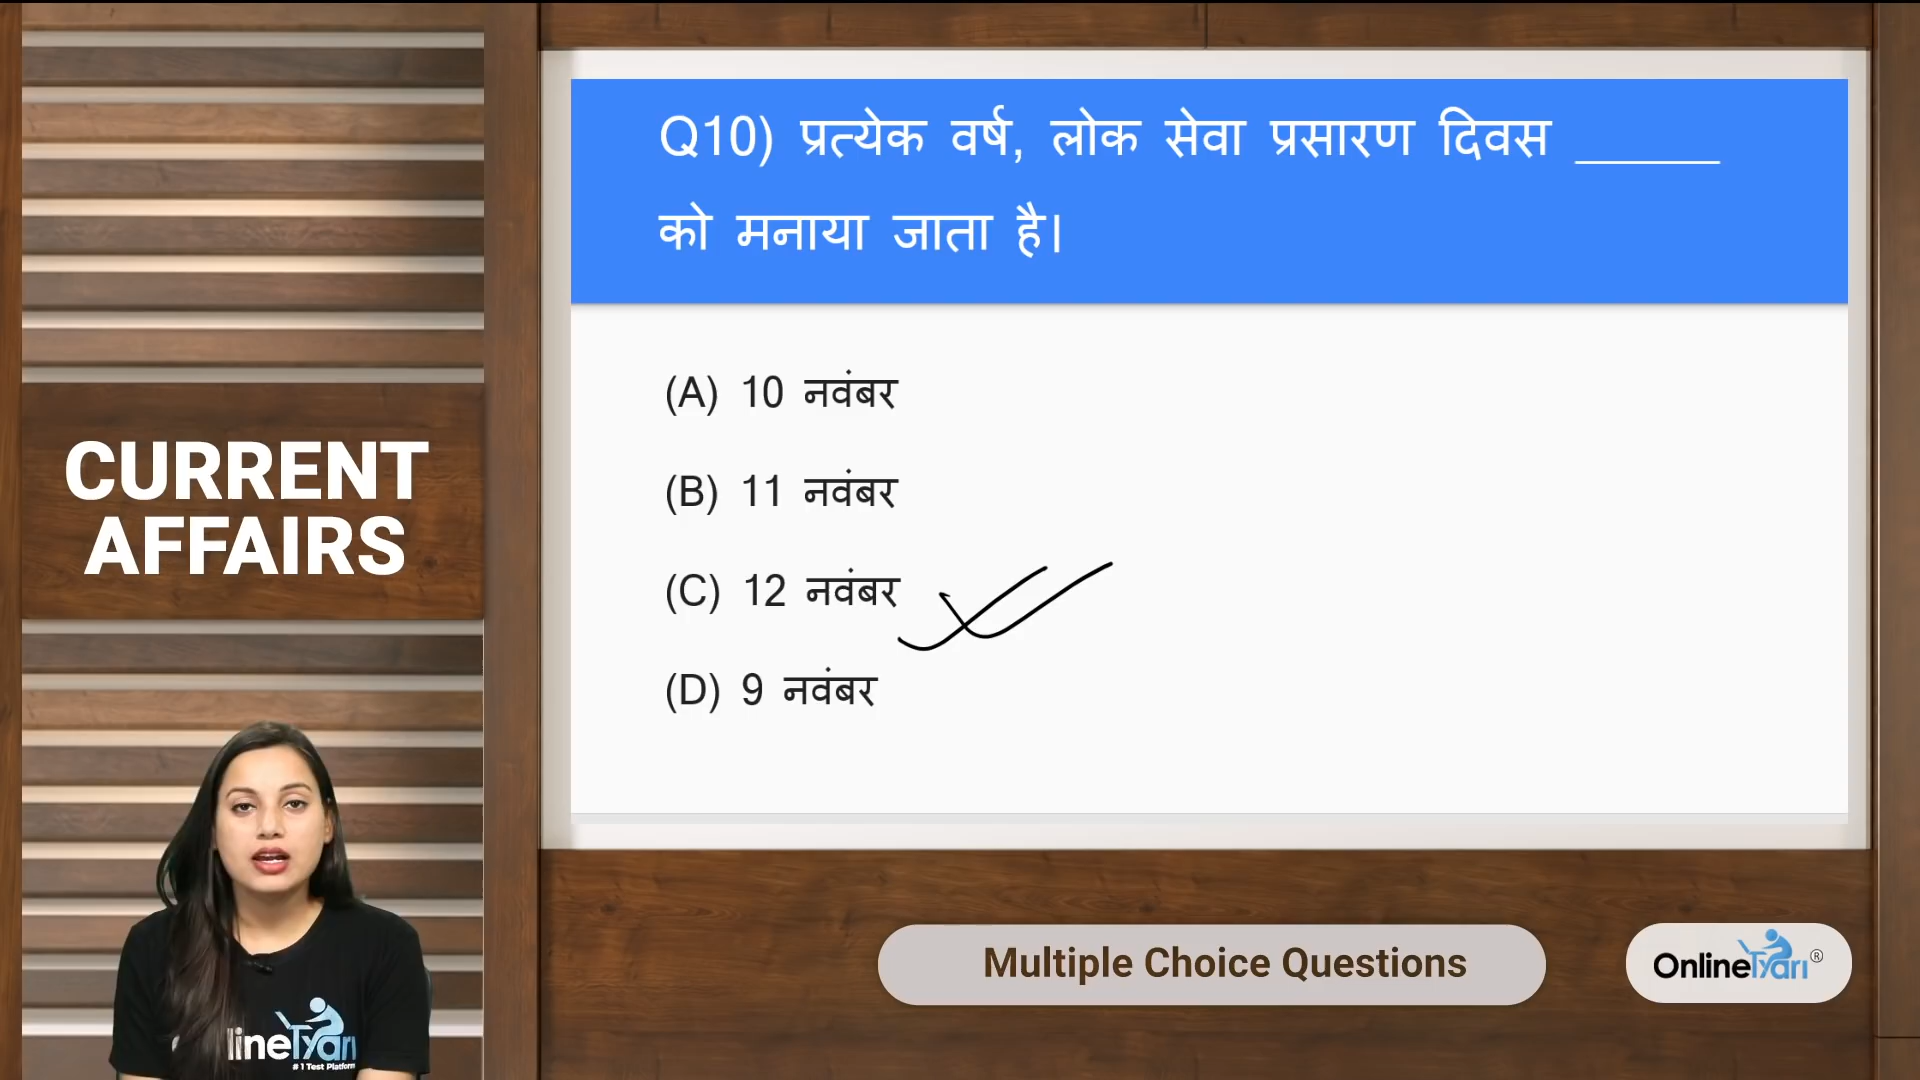 Q10) प्रत्येक वर्ष, लोक सेवा प्रसारण दिवस ______
को मनाया जाता है।
(A) 10 नवंबर
(B) 11 नवंबर
(C) 12 नवंबर
(D) 9 नवंबर
CURRENT
AFFAIRS
Multiple Choice Questions
OnlineTyari®
lineTyari
#1 Test Platform